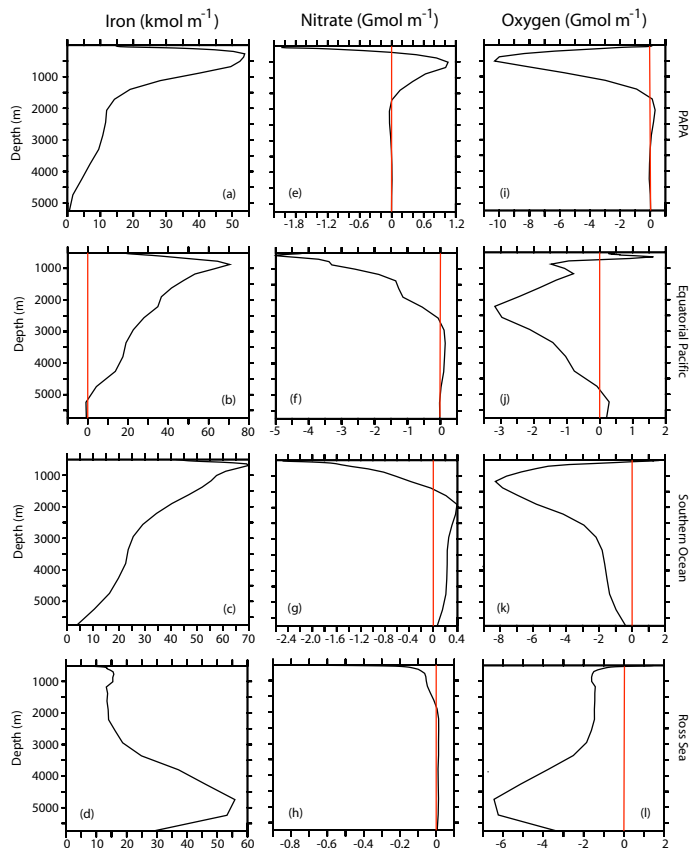 Iron (kmol m⁻¹) Nitrate (Gmol m⁻¹) Oxygen (Gmol m⁻¹)
1000
2000
3000
4000
5000
Depth (m)
(a) (e) (i)
PAPA
0 10 20 30 40 50 -1.8 -1.2 -0.6 0 0.6 1.2 -10 -8 -6 -4 -2 0
1000
2000
3000
4000
5000
Depth (m)
(b) (f) (j)
Equatorial Pacific
0 20 40 60 80 -5 -4 -3 -2 -1 0 -3 -2 -1 0 1 2
1000
2000
3000
4000
5000
Depth (m)
(c) (g) (k)
Southern Ocean
0 10 20 30 40 50 60 70 -2.4 -2.0 -1.6 -1.2 -0.8 -0.4 0 0.4 -8 -6 -4 -2 0 2
1000
2000
3000
4000
5000
Depth (m)
(d) (h) (l)
Ross Sea
0 10 20 30 40 50 60 -0.8 -0.6 -0.4 -0.2 0 -6 -4 -2 0 2